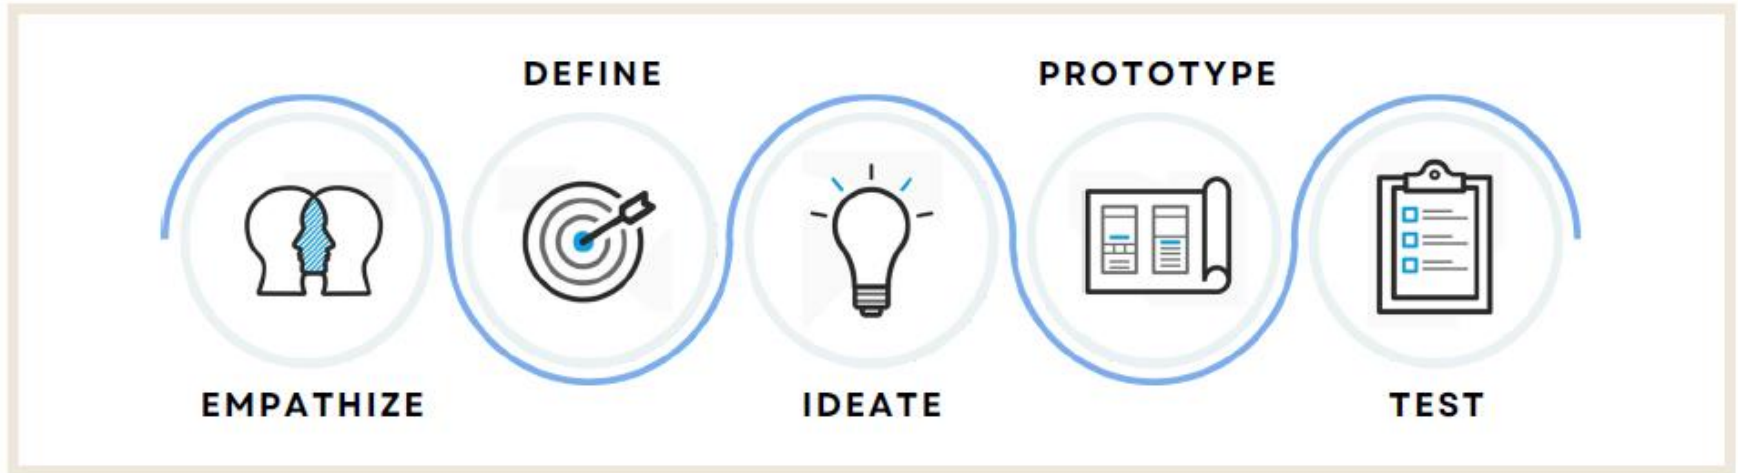 EMPATHIZE
DEFINE
IDEATE
PROTOTYPE
TEST